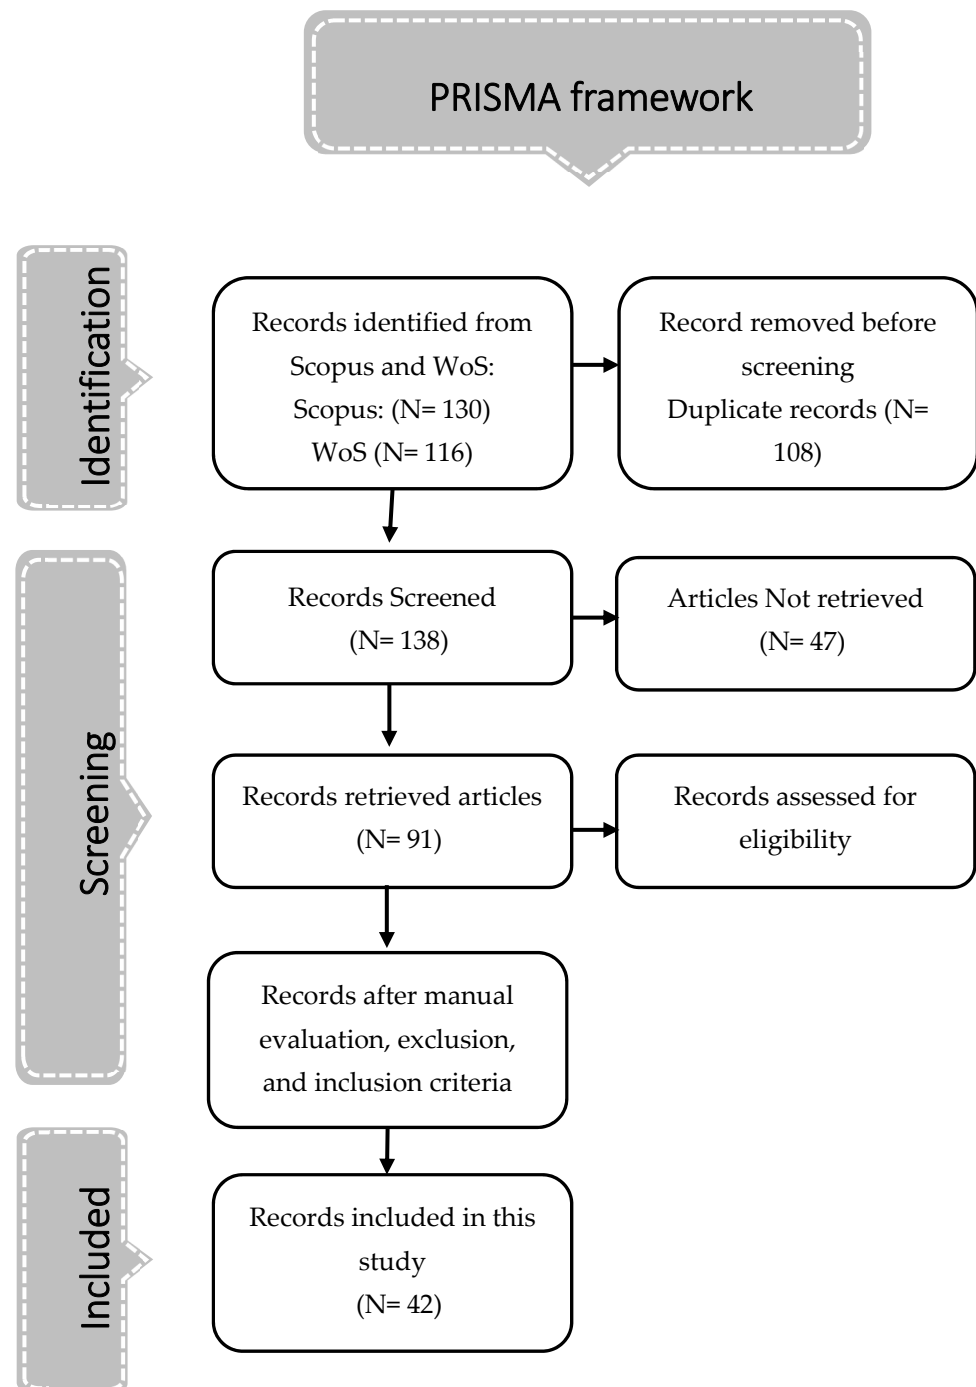 PRISMA framework
Identification
Records identified from
Scopus and WoS:
Scopus: (N= 130)
WoS (N= 116)
Record removed before
screening
Duplicate records (N=
108)
Screening
Records Screened
(N= 138)
Articles Not retrieved
(N= 47)
Records retrieved articles
(N= 91)
Records assessed for
eligibility
Records after manual
evaluation, exclusion,
and inclusion criteria
Included
Records included in this
study
(N= 42)